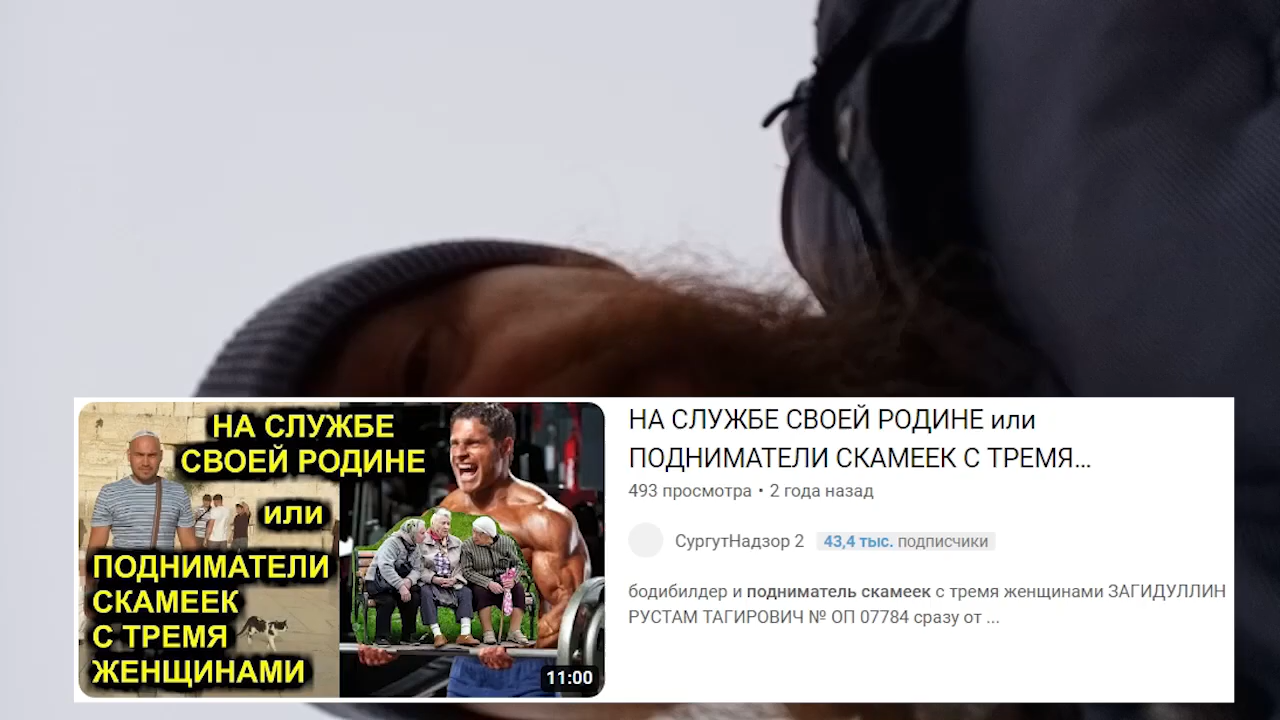 НА СЛУЖБЕ
СВОЕЙ РОДИНЕ
или
ПОДНИМАТЕЛИ
СКАМЕЕК
С ТРЕМЯ
ЖЕНЩИНАМИ
11:00
НА СЛУЖБЕ СВОЕЙ РОДИНЕ или
ПОДНИМАТЕЛИ СКАМЕЕК С ТРЕМЯ...
493 просмотра • 2 года назад
СургутНадзор 2 43,4 тыс. подписчики
бодибилдер и подниматель скамеек с тремя женщинами ЗАГИДУЛЛИН
РУСТАМ ТАГИРОВИЧ № ОП 07784 сразу от ...